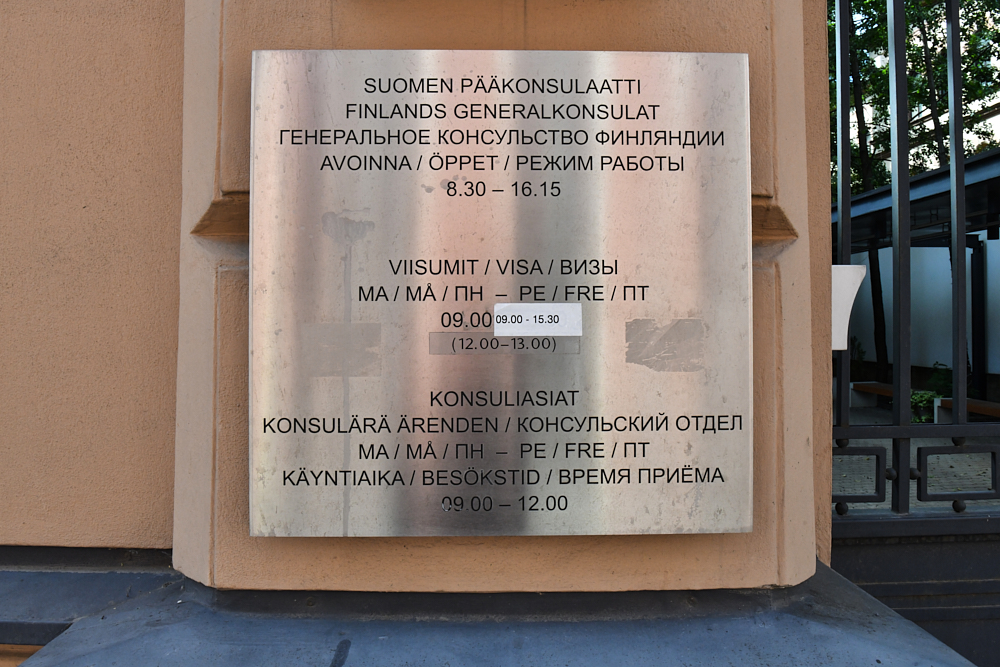 SUOMEN PÄÄKONSULAATTI
FINLANDS GENERALKONSULAT
ГЕНЕРАЛЬНОЕ КОНСУЛЬСТВО ФИНЛЯНДИИ
AVOINNA / ÖPPET / РЕЖИМ РАБОТЫ
8.30 – 16.15
VIISUMIT / VISA / ВИЗЫ
MA / MÅ / ПН – PE / FRE / ПТ
09.00 09.00 - 15.30
(12.00–13.00)
KONSULIASIAT
KONSULÄRÄ ÄRENDEN / КОНСУЛЬСКИЙ ОТДЕЛ
MA / MÅ / ПН – PE / FRE / ПТ
KÄYNTIAIKA / BESÖKSTID / ВРЕМЯ ПРИЁМА
09.00 – 12.00